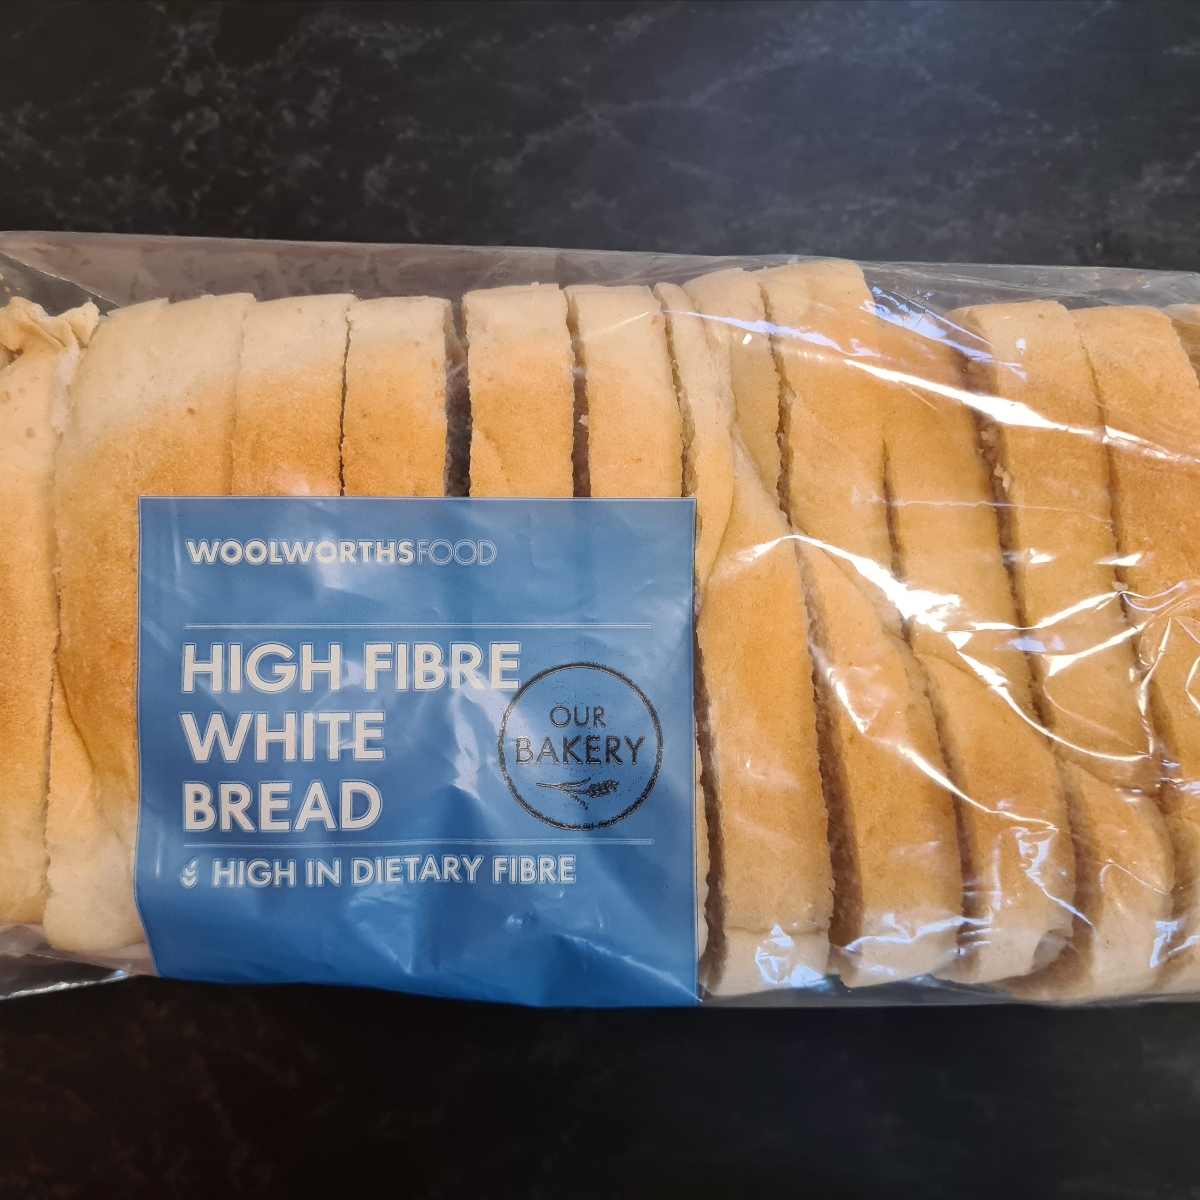 WOOLWORTHSFOOD
HIGH FIBRE
WHITE
BREAD
OUR
BAKERY
HIGH IN DIETARY FIBRE